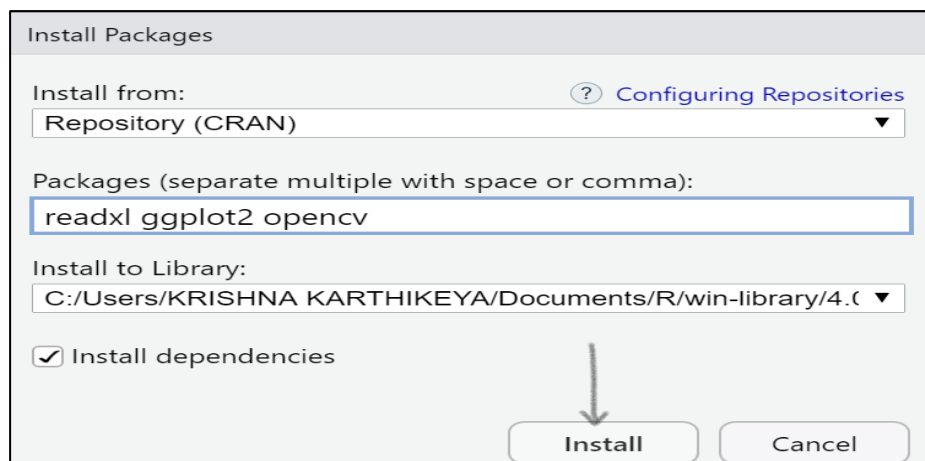 Install Packages
Install from:
? Configuring Repositories
Repository (CRAN)
Packages (separate multiple with space or comma):
readxl ggplot2 opencv
Install to Library:
C:/Users/KRISHNA KARTHIKEYA/Documents/R/win-library/4.(
Install dependencies
Install
Cancel